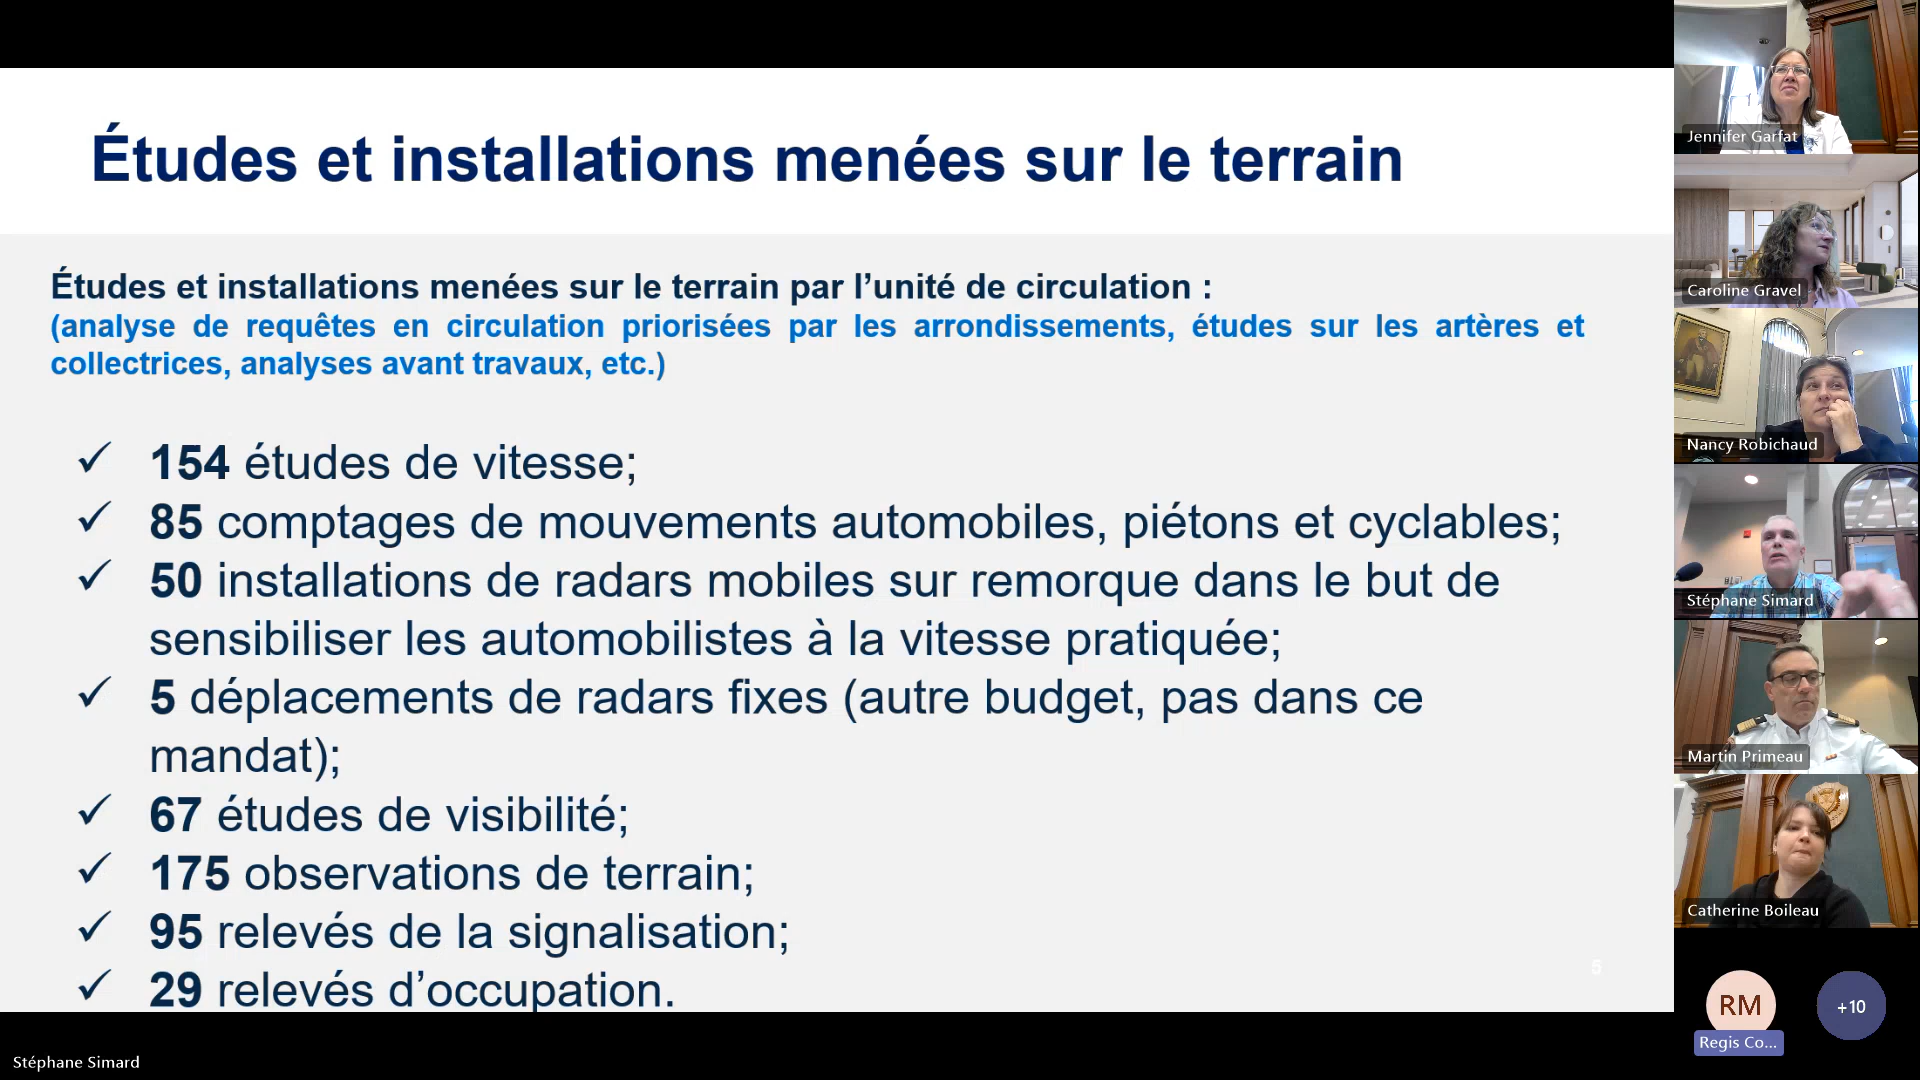 Études et installations menées sur le terrain
Études et installations menées sur le terrain par l’unité de circulation :
(analyse de requêtes en circulation priorisées par les arrondissements, études sur les artères et
collectrices, analyses avant travaux, etc.)
✓ 154 études de vitesse;
✓ 85 comptages de mouvements automobiles, piétons et cyclables;
✓ 50 installations de radars mobiles sur remorque dans le but de
sensibiliser les automobilistes à la vitesse pratiquée;
✓ 5 déplacements de radars fixes (autre budget, pas dans ce
mandat);
✓ 67 études de visibilité;
✓ 175 observations de terrain;
✓ 95 relevés de la signalisation;
✓ 29 relevés d’occupation.
5
Stéphane Simard
Jennifer Garfat
Caroline Gravel
Nancy Robichaud
Stéphane Simard
Martin Primeau
Catherine Boileau
RM
+10
Regis Co...